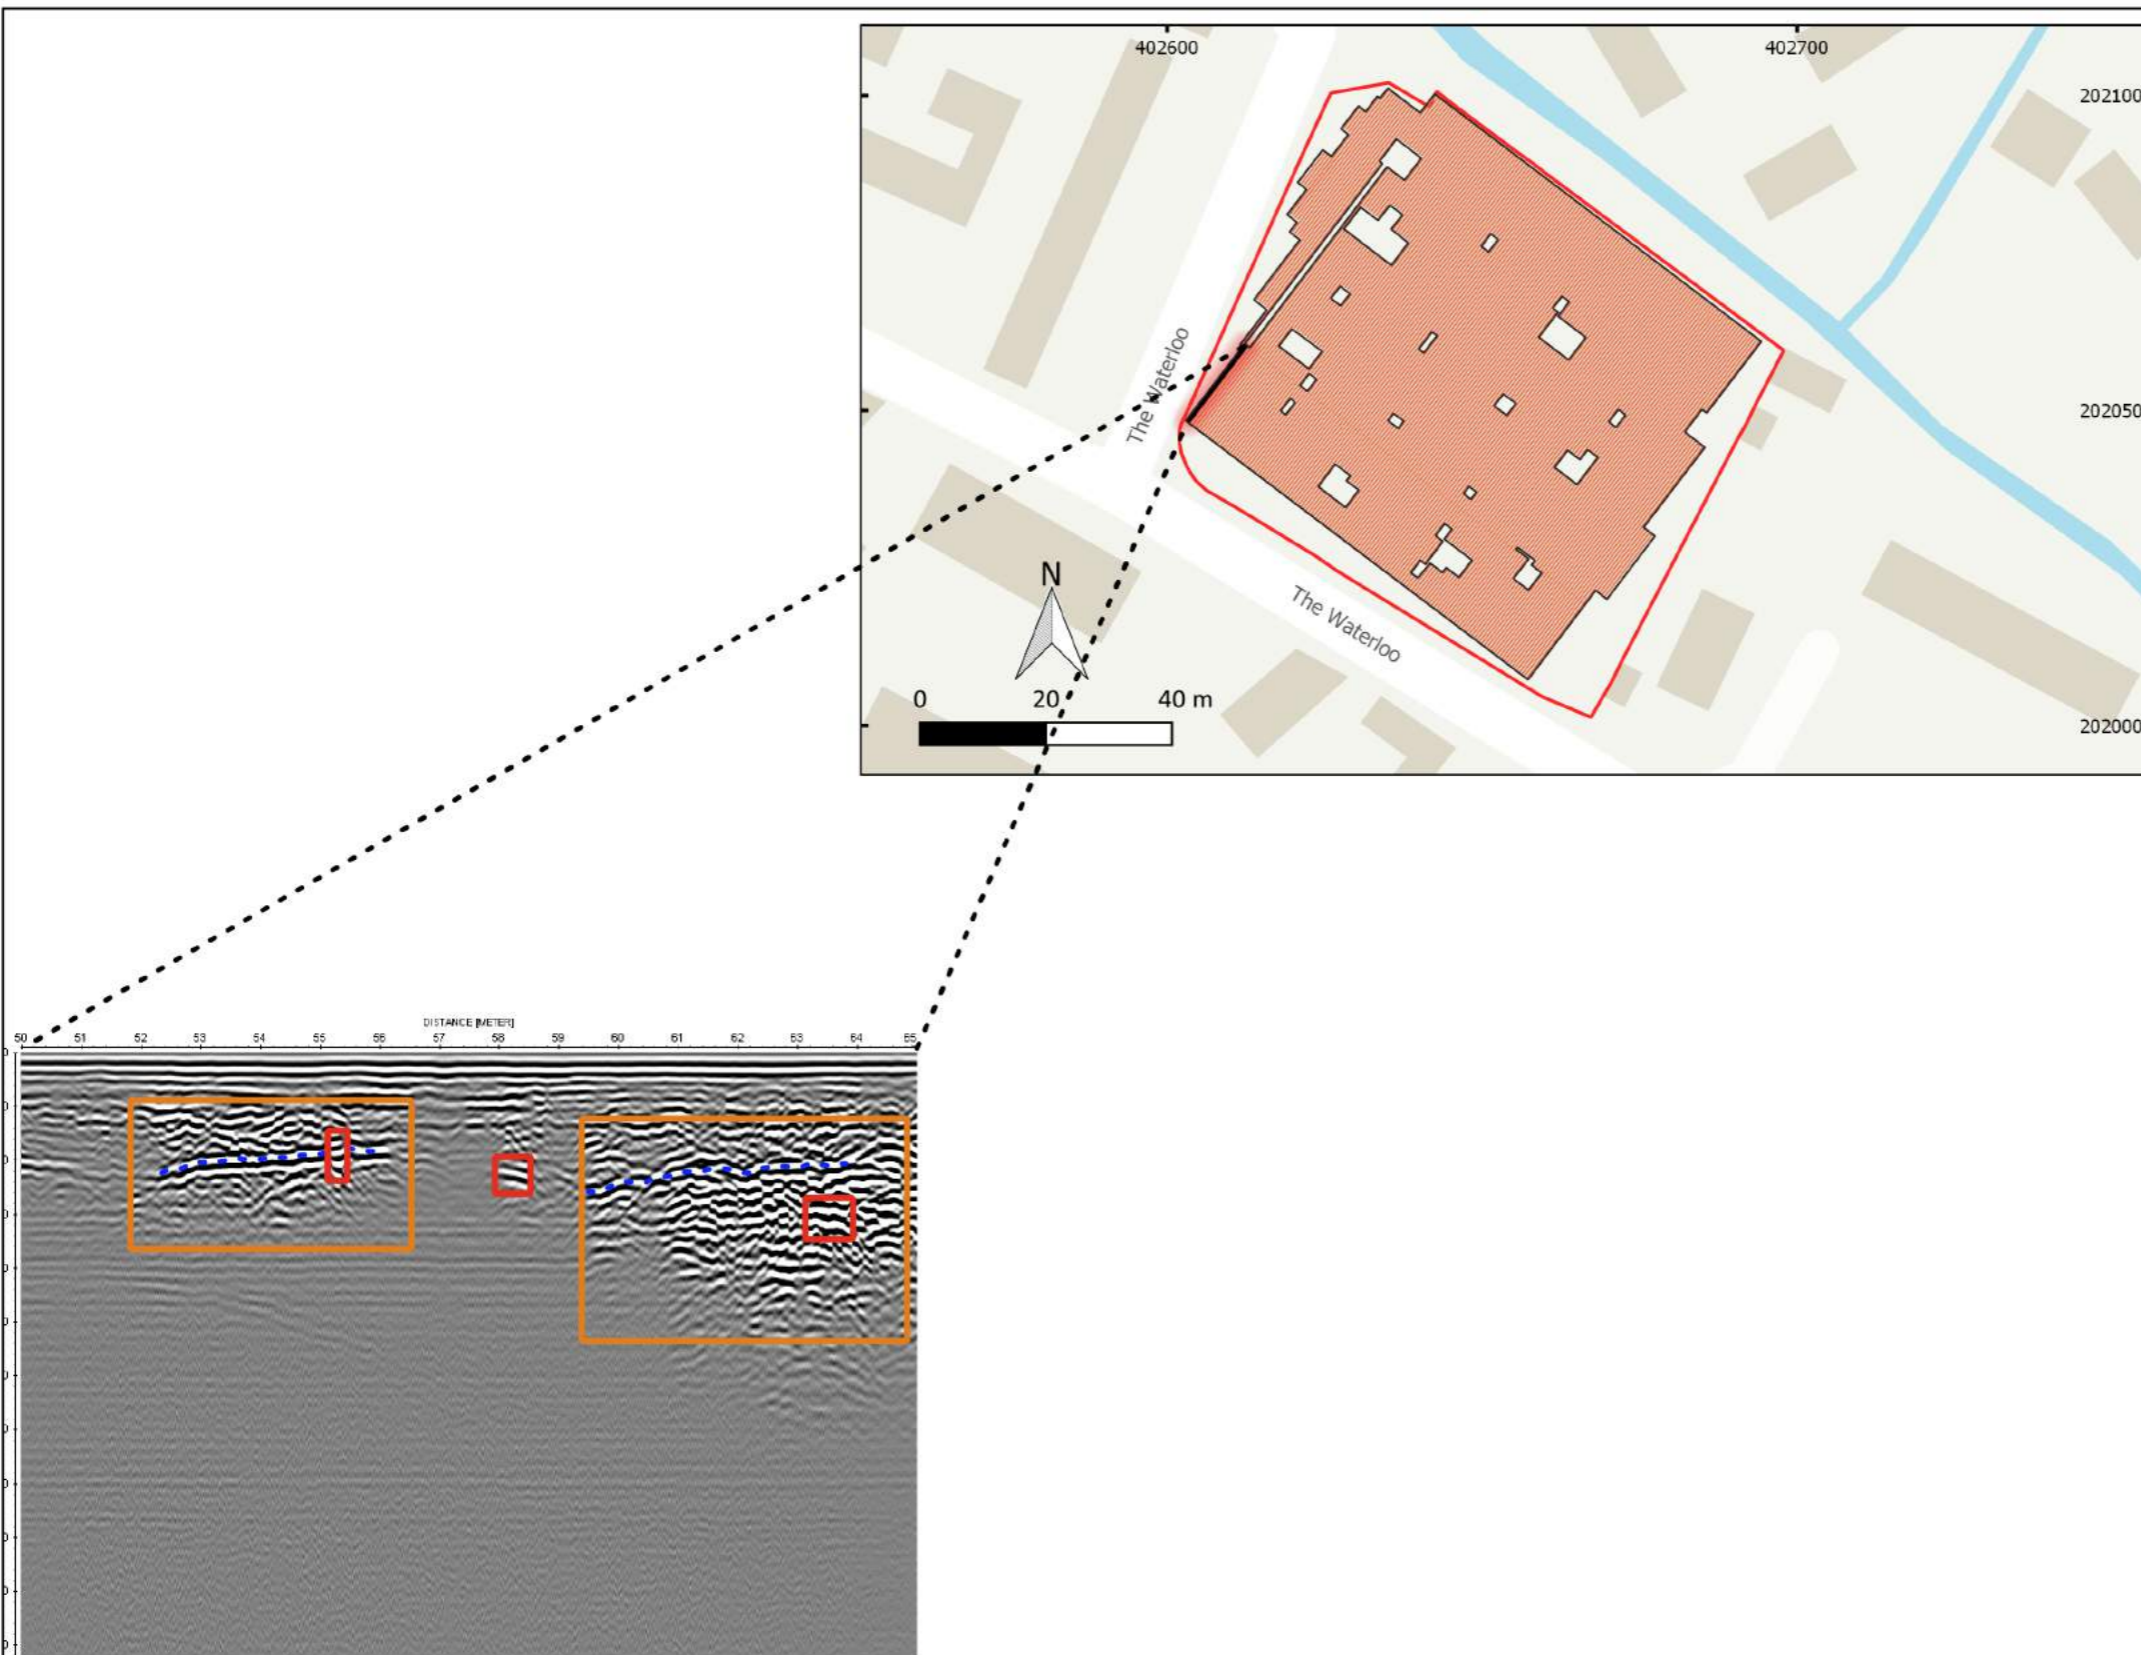 402600 402700
202100
The Waterloo
202050
N
The Waterloo
0 20 40 m
202000
DISTANCE [METER]
50 51 52 53 54 55 56 57 58 59 60 61 62 63 64 65